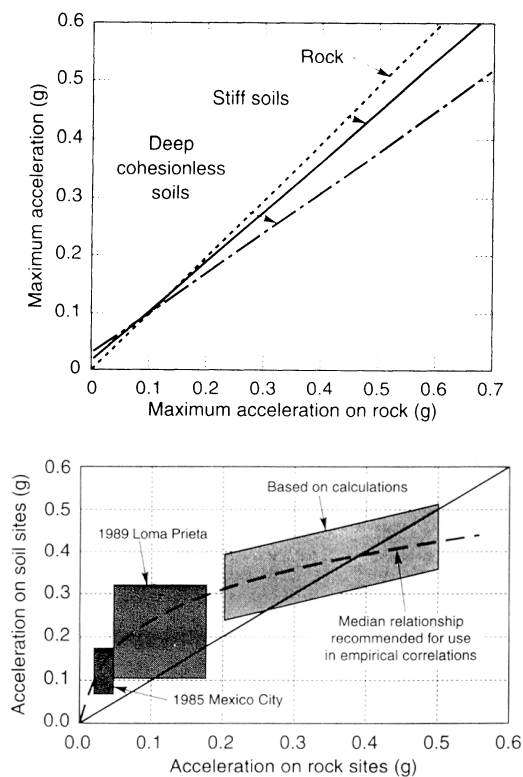 0.6
0.5
0.4
0.3
0.2
0.1
0
Maximum acceleration (g)
Rock
Stiff soils
Deep
cohesionless
soils
0 0.1 0.2 0.3 0.4 0.5 0.6 0.7
Maximum acceleration on rock (g)
0.6
0.5
0.4
0.3
0.2
0.1
0.0
Acceleration on soil sites (g)
Based on calculations
1989 Loma Prieta
Median relationship
recommended for use
in empirical correlations
1985 Mexico City
0.0 0.1 0.2 0.3 0.4 0.5 0.6
Acceleration on rock sites (g)